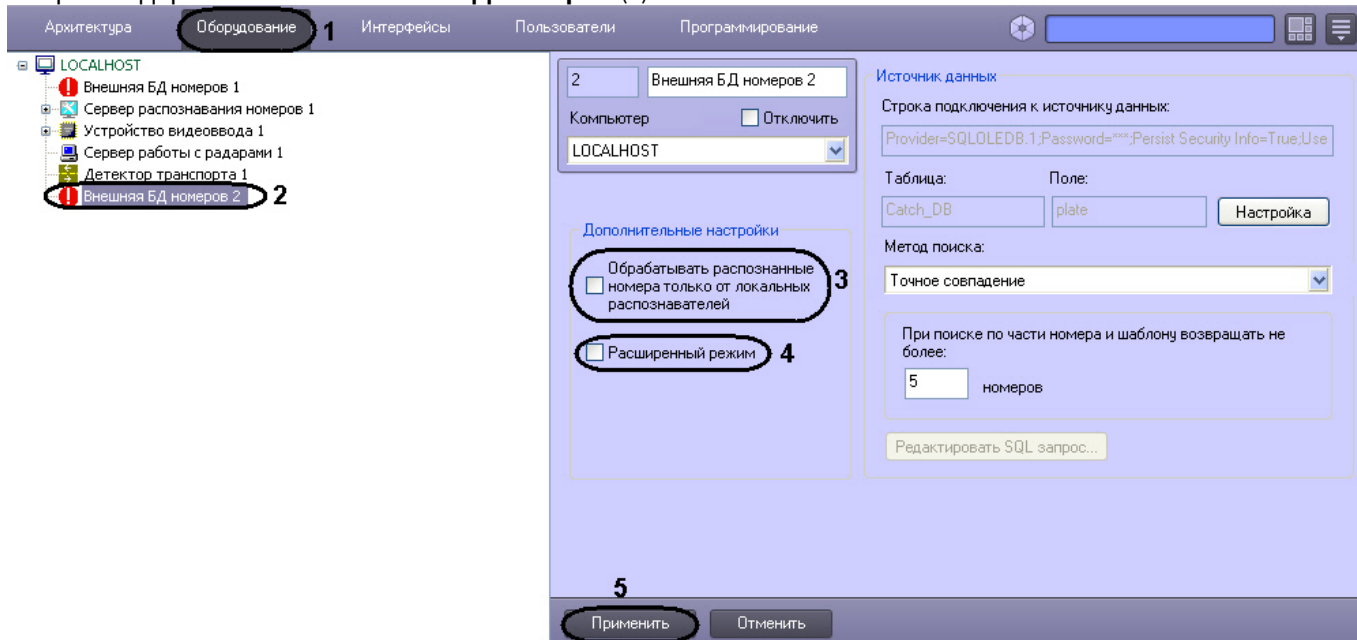 Архитектура Оборудование 1 Интерфейсы Пользователи Программирование
LOCALHOST
Внешняя БД номеров 1
Сервер распознавания номеров 1
Устройство видеоввода 1
Сервер работы с радарами 1
Детектор транспорта 1
Внешняя БД номеров 2 2
2 Внешняя БД номеров 2
Компьютер Отключить
LOCALHOST
Дополнительные настройки
Обрабатывать распознанные
номера только от локальных
распознавателей
3
Расширенный режим 4
Источник данных
Строка подключения к источнику данных:
Provider=SQLOLEDB.1;Password=***;Persist Security Info=True;Use
Таблица: Поле:
Catch_DB plate Настройка
Метод поиска:
Точное совпадение
При поиске по части номера и шаблону возвращать не
более:
5 номеров
Редактировать SQL запрос...
5
Применить Отменить